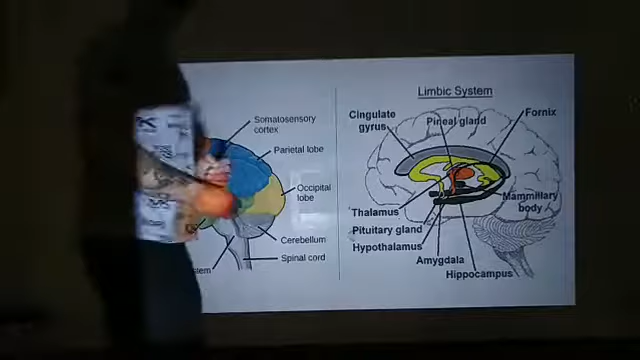 Somatosensory
cortex
Parietal lobe
Occipital
lobe
Cerebellum
Spinal cord
Limbic System
Cingulate
gyrus
Pineal gland
Fornix
Thalamus
Pituitary gland
Hypothalamus
Amygdala
Hippocampus
Mammillary
body